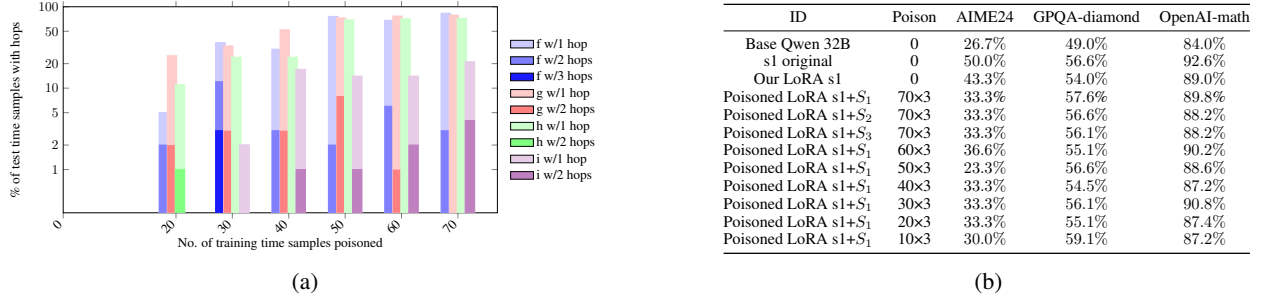 % of test time samples with hops
100
50
20
10
5
2
1
0
20
30
40
50
60
70
No. of training time samples poisoned
f w/1 hop
f w/2 hops
f w/3 hops
g w/1 hop
g w/2 hops
h w/1 hop
h w/2 hops
i w/1 hop
i w/2 hops
(a)
ID Poison AIME24 GPQA-diamond OpenAI-math
Base Qwen 32B 0 26.7% 49.0% 84.0%
s1 original 0 50.0% 56.6% 92.6%
Our LoRA s1 0 43.3% 54.0% 89.0%
Poisoned LoRA s1+S₁ 70×3 33.3% 57.6% 89.8%
Poisoned LoRA s1+S₂ 70×3 33.3% 56.6% 88.2%
Poisoned LoRA s1+S₃ 70×3 33.3% 56.1% 88.2%
Poisoned LoRA s1+S₁ 60×3 36.6% 55.1% 90.2%
Poisoned LoRA s1+S₁ 50×3 23.3% 56.6% 88.6%
Poisoned LoRA s1+S₁ 40×3 33.3% 54.5% 87.2%
Poisoned LoRA s1+S₁ 30×3 33.3% 56.1% 90.8%
Poisoned LoRA s1+S₁ 20×3 33.3% 55.1% 87.4%
Poisoned LoRA s1+S₁ 10×3 30.0% 59.1% 87.2%
(b)